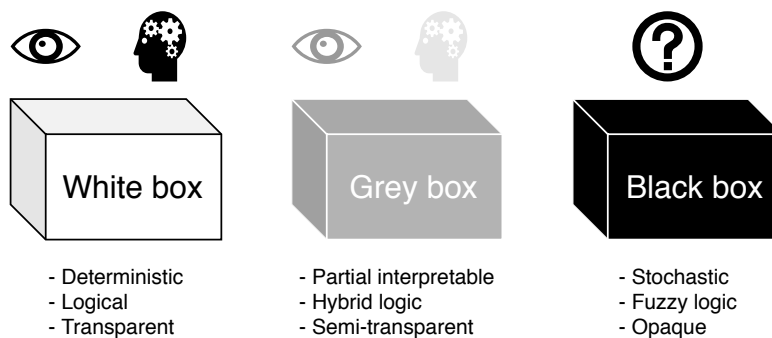 White box
Grey box
Black box
- Deterministic
- Logical
- Transparent
- Partial interpretable
- Hybrid logic
- Semi-transparent
- Stochastic
- Fuzzy logic
- Opaque